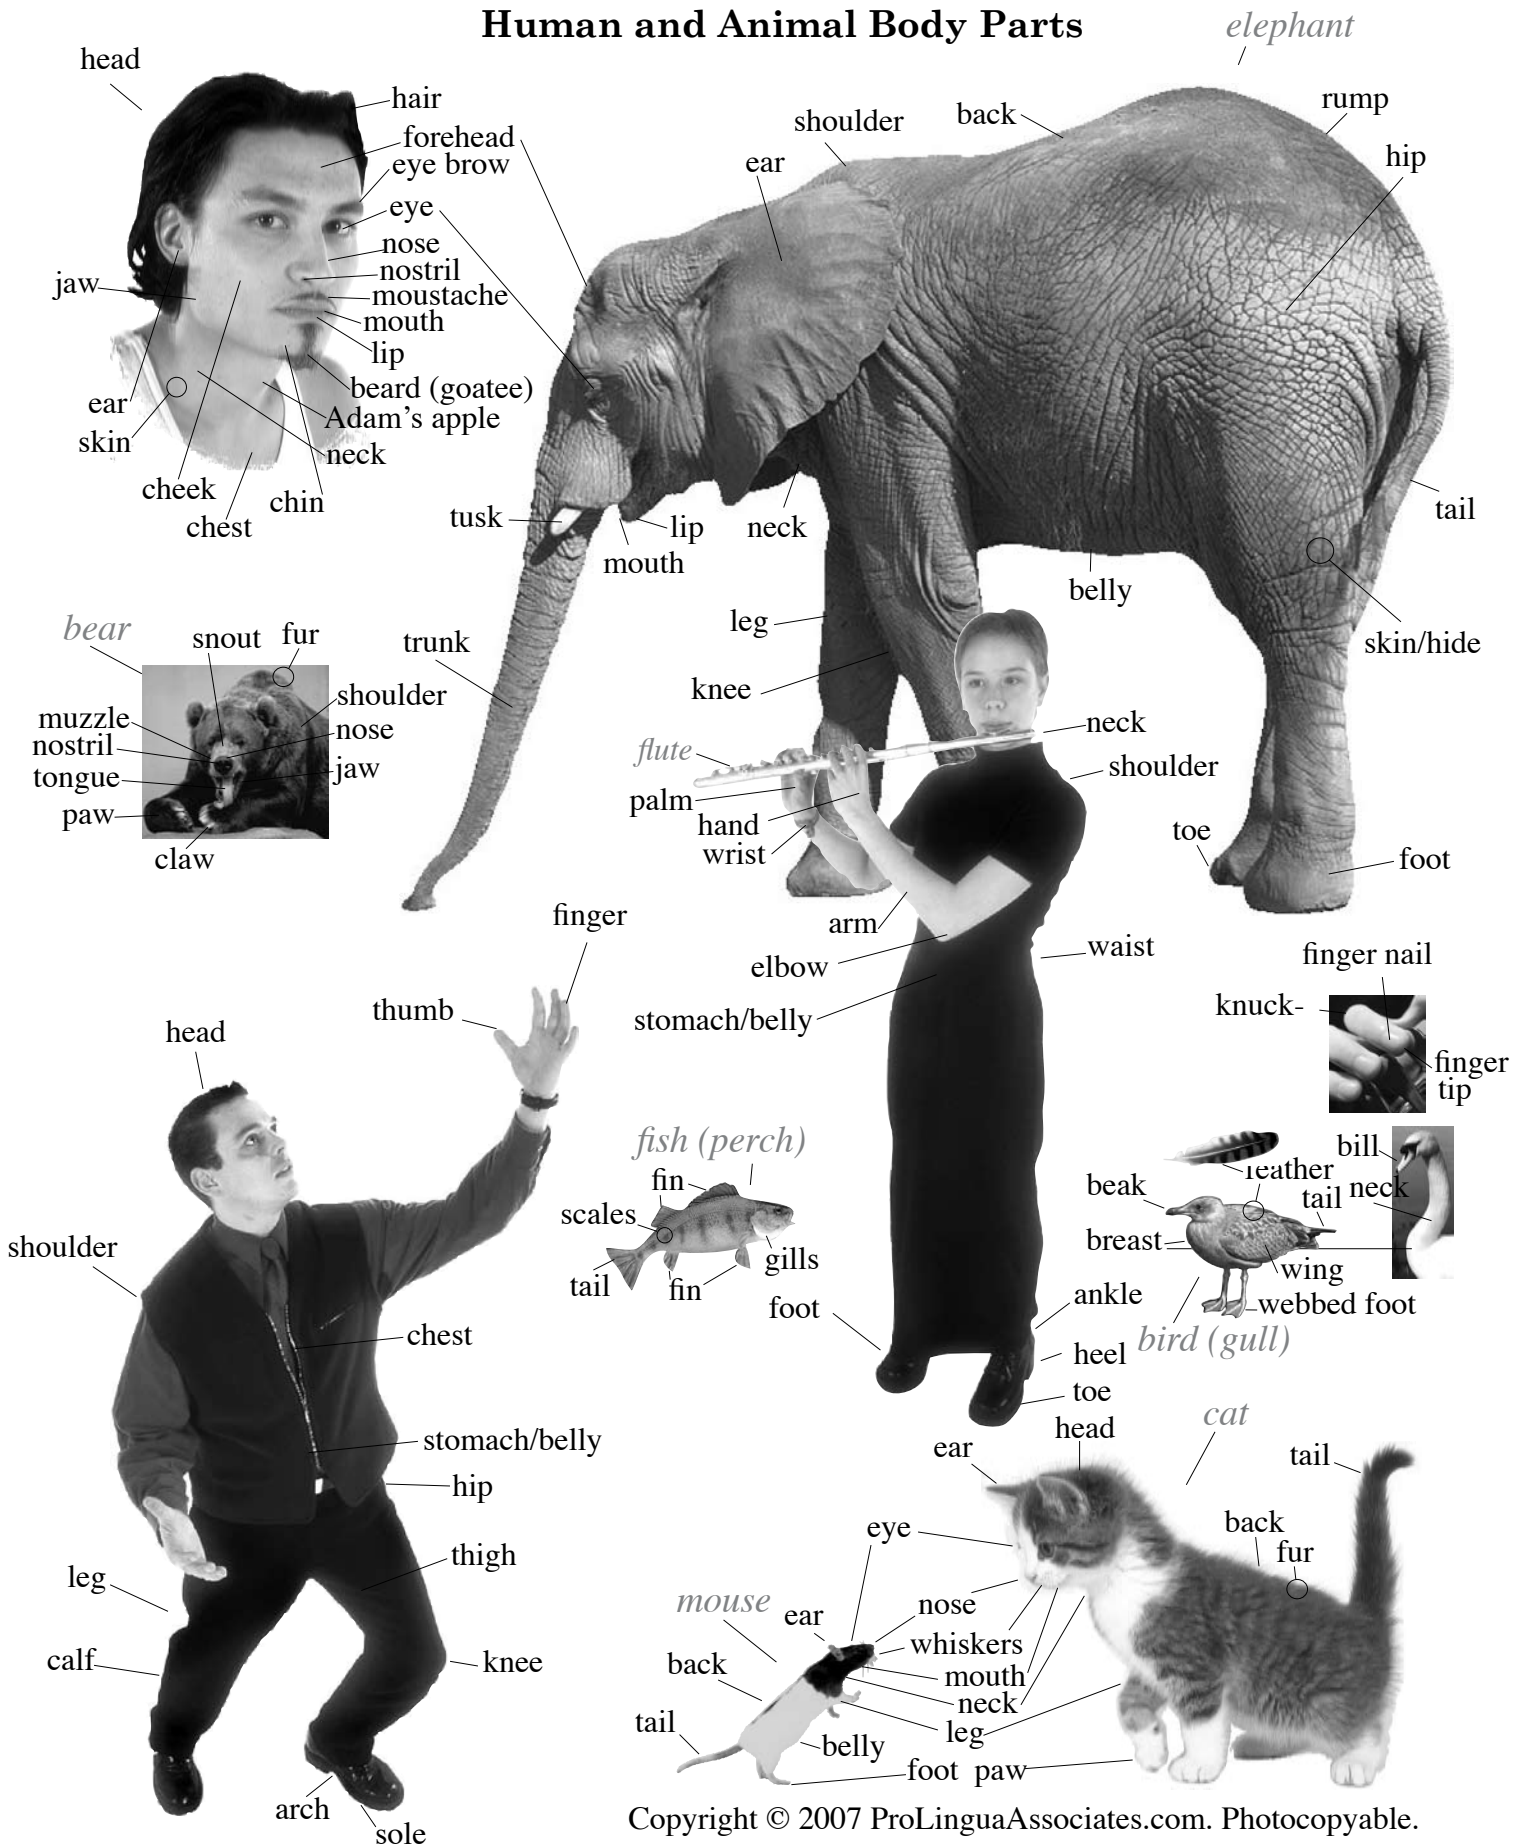 Human and Animal Body Parts
elephant
head
hair
forehead
eye brow
eye
nose
nostril
moustache
mouth
lip
beard (goatee)
Adam’s apple
neck
jaw
ear
skin
cheek
chest
chin
shoulder
ear
back
rump
hip
tusk
lip
mouth
neck
tail
belly
skin/hide
leg
trunk
knee
toe
foot
bear
snout
fur
shoulder
muzzle
nostril
nose
tongue
jaw
paw
claw
flute
neck
shoulder
palm
hand
wrist
arm
elbow
waist
stomach/belly
foot
ankle
heel
toe
finger
thumb
head
shoulder
chest
stomach/belly
hip
thigh
leg
calf
knee
arch
sole
finger nail
knuck-
finger
tip
fish (perch)
fin
scales
tail
fin
gills
feather
bill
beak
tail
neck
breast
wing
webbed foot
bird (gull)
cat
head
ear
tail
eye
back
fur
mouse
ear
nose
whiskers
back
mouth
neck
tail
leg
belly
foot paw
Copyright © 2007 ProLinguaAssociates.com. Photocopyable.